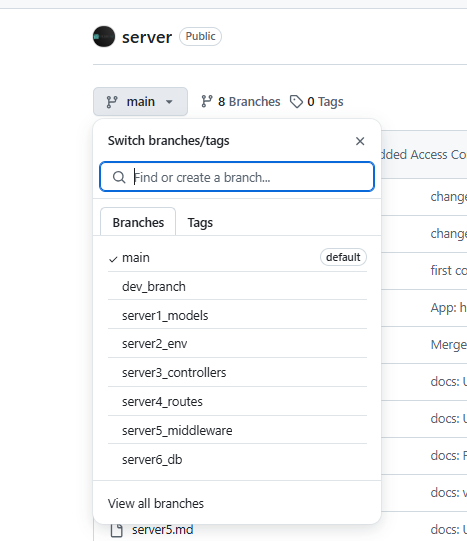 server Public
main 8 Branches 0 Tags
Switch branches/tags
Find or create a branch...
Branches Tags
main default
dev_branch
server1_models
server2_env
server3_controllers
server4_routes
server5_middleware
server6_db
View all branches
dded Access Co
change
change
first co
App: h
Merge
docs: U
docs: U
docs: F
docs: v
docs: U
server5.md